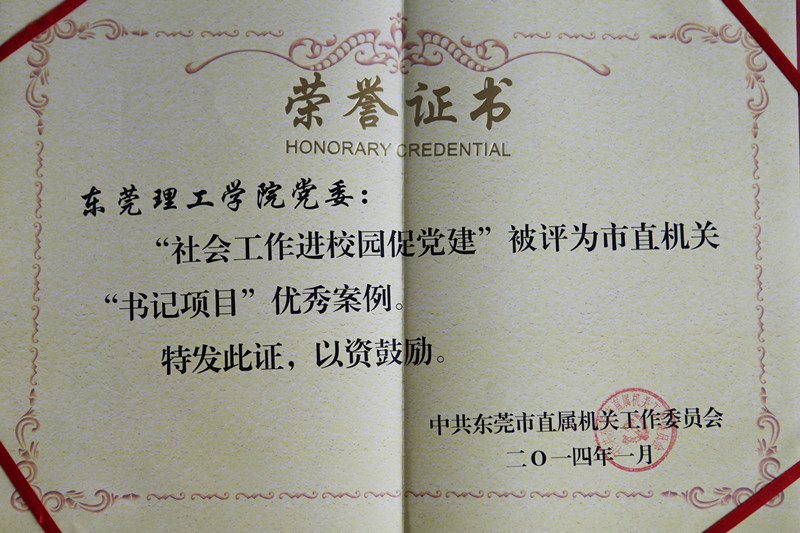 荣誉证书
HONORARY CREDENTIAL
东莞理工学院党委：
“社会工作进校园促党建”被评为市直机关
“书记项目”优秀案例。
特发此证，以资鼓励。
中共东莞市直属机关工作委员会
二O一四年一月